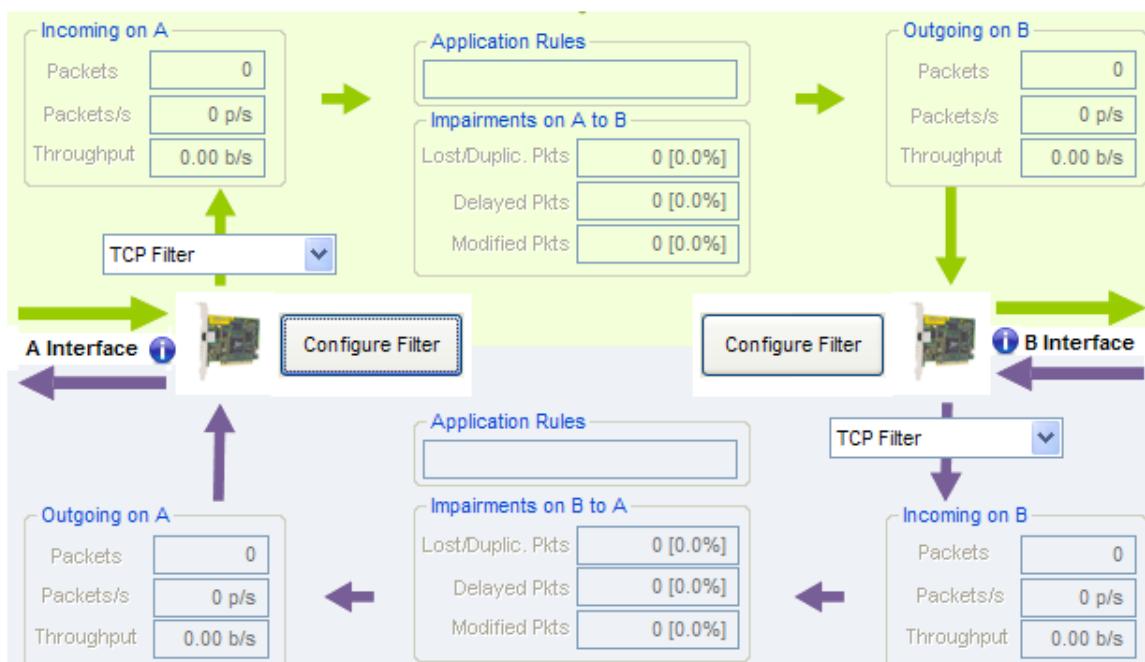 Incoming on A
Packets 0
Packets/s 0 p/s
Throughput 0.00 b/s
Application Rules
Impairments on A to B
Lost/Duplic. Pkts 0 [0.0%]
Delayed Pkts 0 [0.0%]
Modified Pkts 0 [0.0%]
Outgoing on B
Packets 0
Packets/s 0 p/s
Throughput 0.00 b/s
TCP Filter
A Interface
Configure Filter
Configure Filter
B Interface
TCP Filter
Outgoing on A
Packets 0
Packets/s 0 p/s
Throughput 0.00 b/s
Application Rules
Impairments on B to A
Lost/Duplic. Pkts 0 [0.0%]
Delayed Pkts 0 [0.0%]
Modified Pkts 0 [0.0%]
Incoming on B
Packets 0
Packets/s 0 p/s
Throughput 0.00 b/s